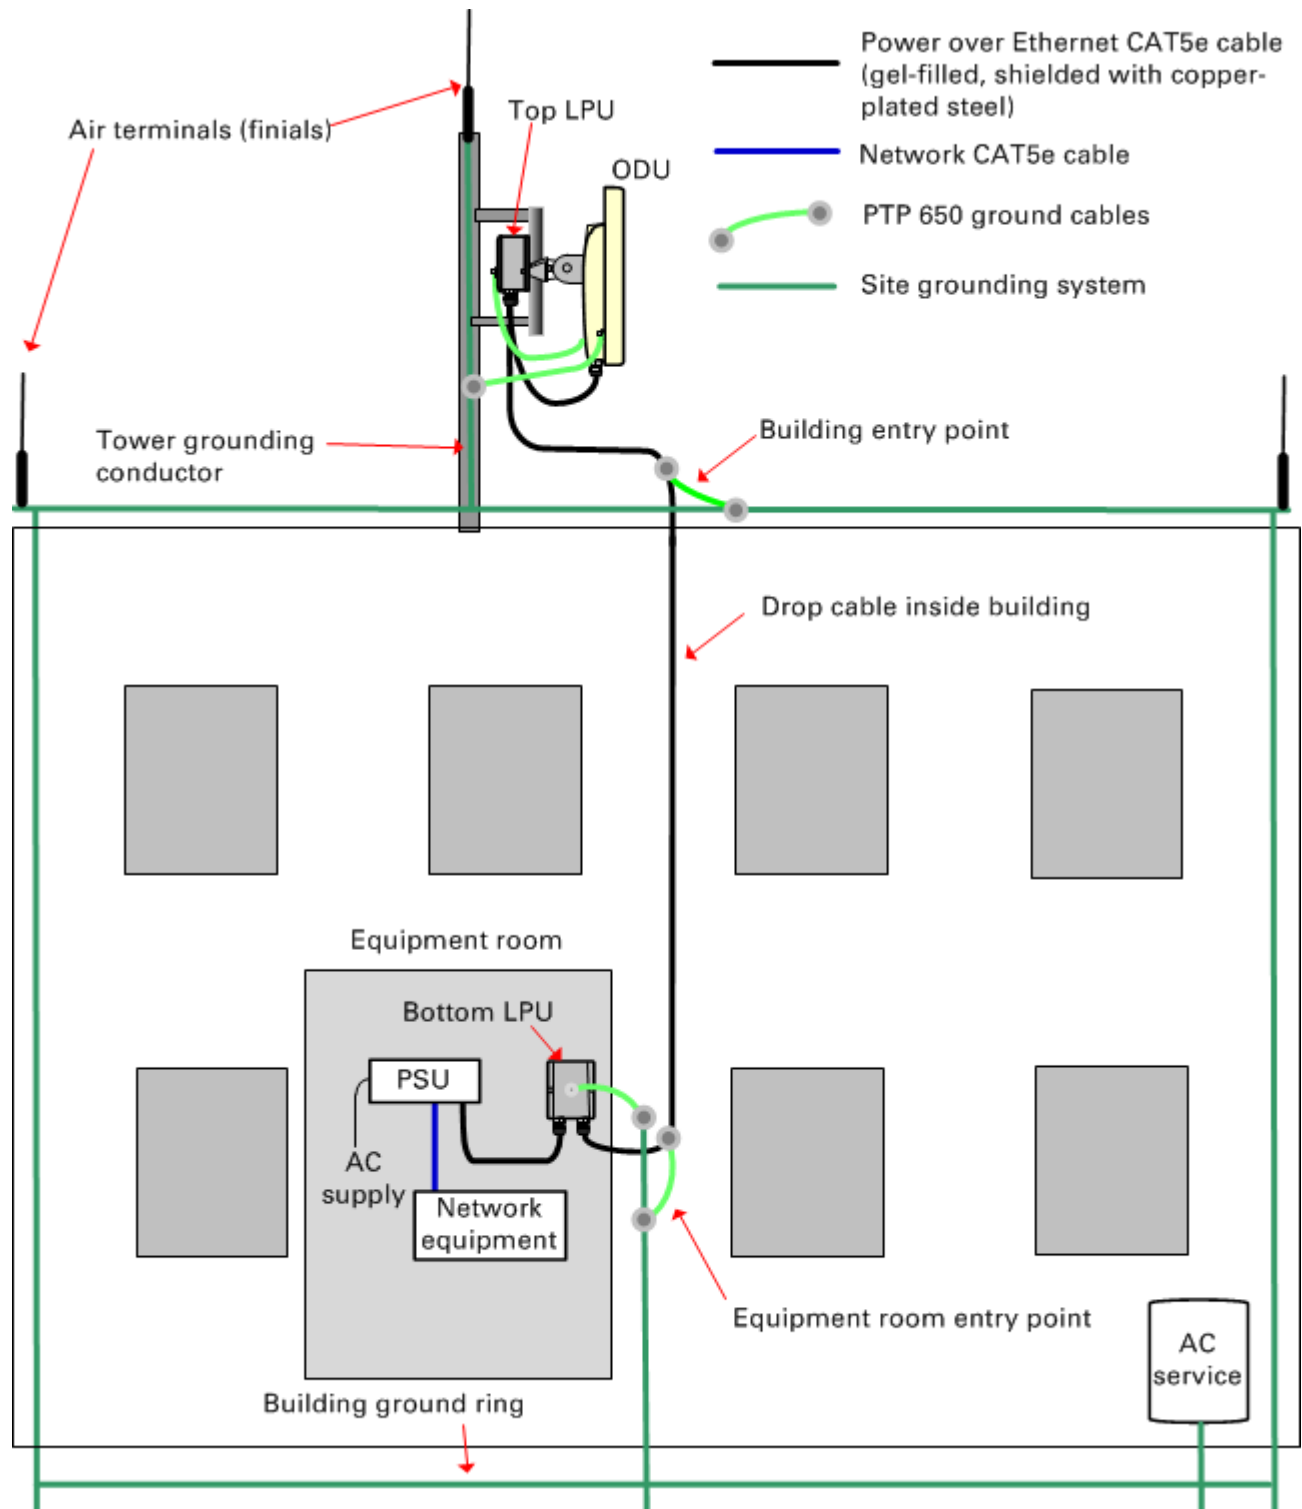 Power over Ethernet CAT5e cable
(gel-filled, shielded with copper-
plated steel)
Top LPU
Air terminals (finials)
Network CAT5e cable
ODU
PTP 650 ground cables
Site grounding system
Tower grounding
conductor
Building entry point
Drop cable inside building
Equipment room
Bottom LPU
PSU
AC
supply
Network
equipment
Equipment room entry point
AC
service
Building ground ring